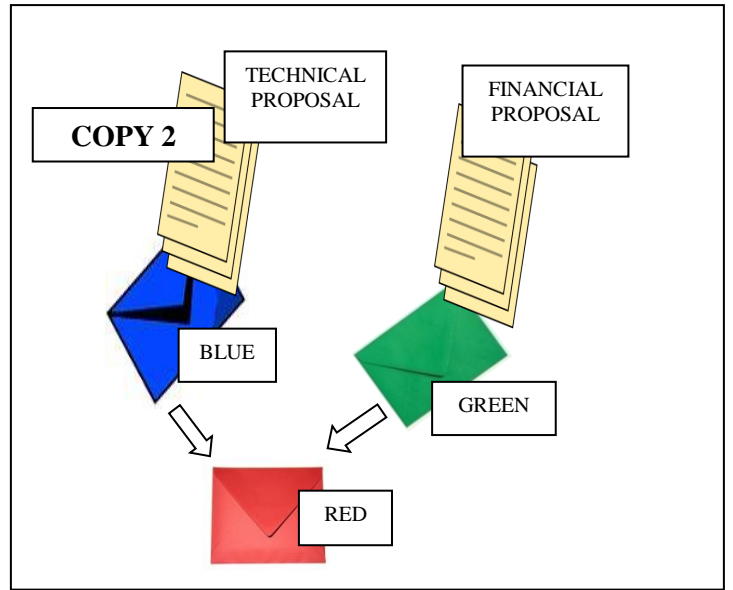 TECHNICAL
PROPOSAL
FINANCIAL
PROPOSAL
COPY 2
BLUE
GREEN
RED